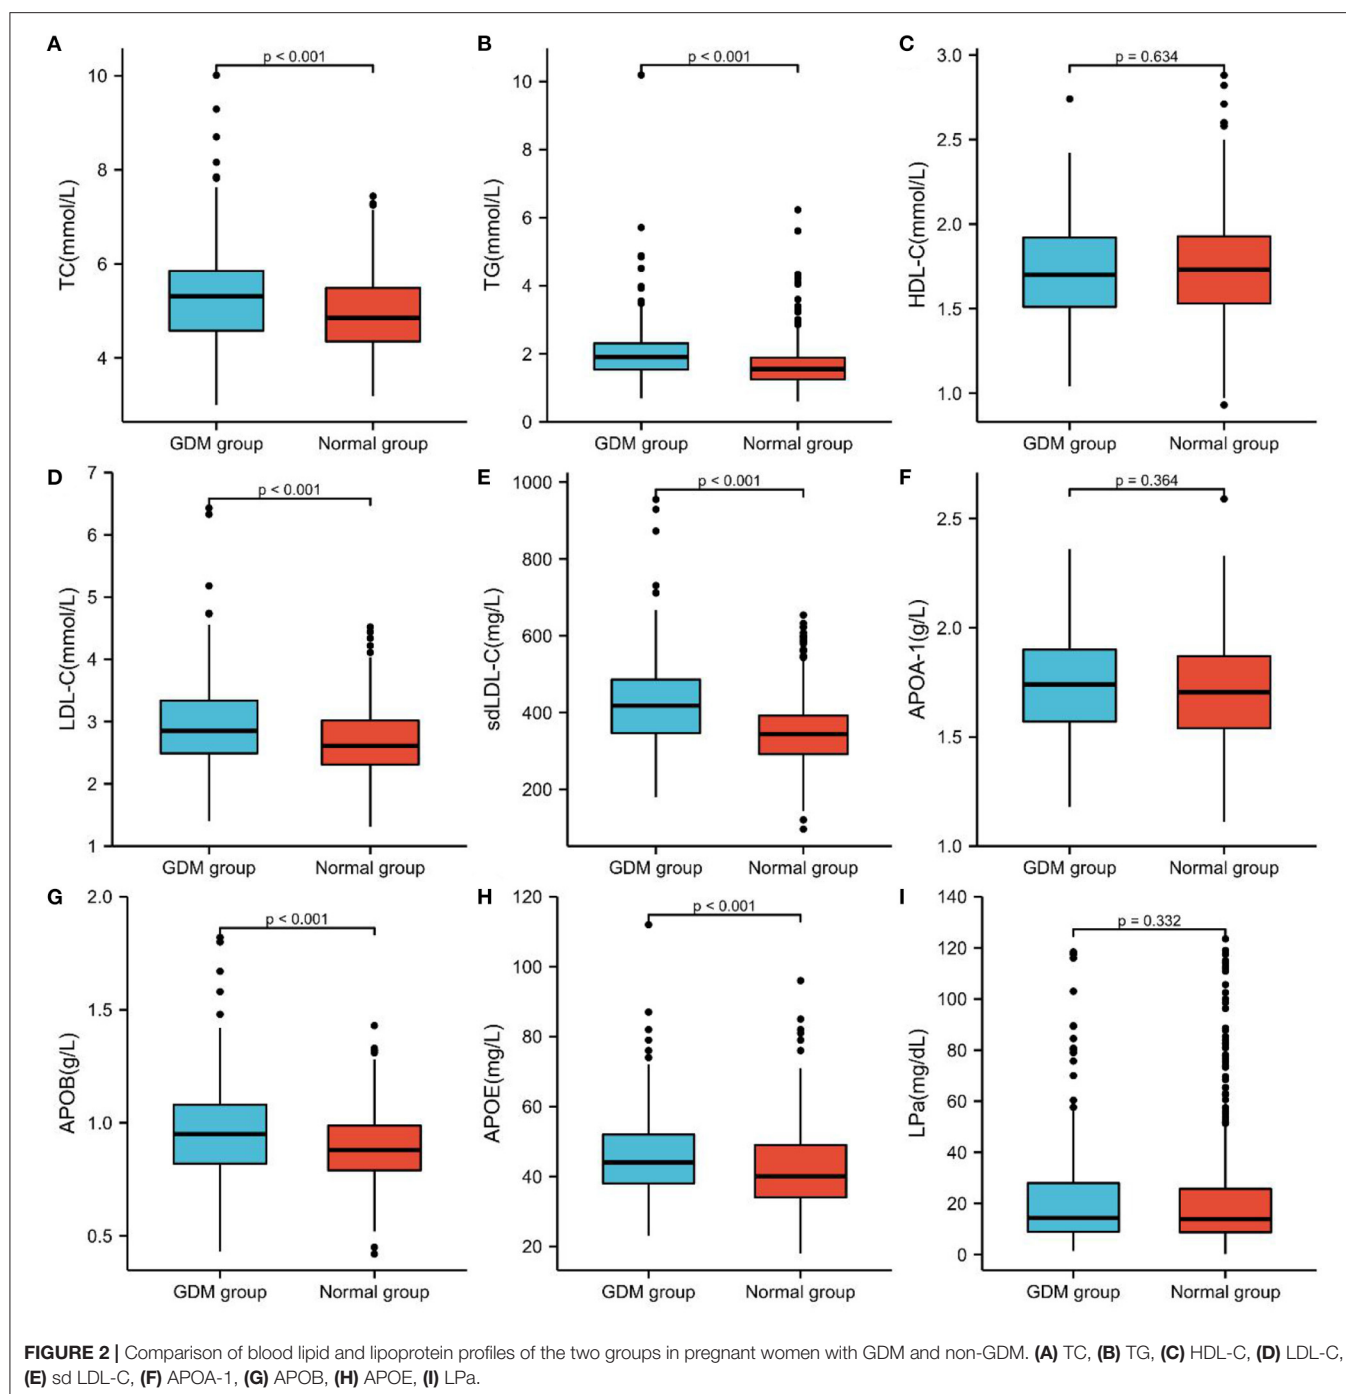 A
p < 0.001
TC(mmol/L)
10
8
6
4
GDM group Normal group
B
p < 0.001
TG(mmol/L)
10
8
6
4
2
0
GDM group Normal group
C
p = 0.634
HDL-C(mmol/L)
3.0
2.5
2.0
1.5
1.0
GDM group Normal group
D
p < 0.001
LDL-C(mmol/L)
7
6
5
4
3
2
1
GDM group Normal group
E
p < 0.001
sdLDL-C(mg/L)
1000
800
600
400
200
GDM group Normal group
F
p = 0.364
APOA-1(g/L)
2.5
2.0
1.5
1.0
GDM group Normal group
G
p < 0.001
APOB(g/L)
2.0
1.5
1.0
0.5
GDM group Normal group
H
p < 0.001
APOE(mg/L)
120
100
80
60
40
20
GDM group Normal group
I
p = 0.332
LPa(mg/dL)
140
120
100
80
60
40
20
0
GDM group Normal group
FIGURE 2 | Comparison of blood lipid and lipoprotein profiles of the two groups in pregnant women with GDM and non-GDM. (A) TC, (B) TG, (C) HDL-C, (D) LDL-C,
(E) sd LDL-C, (F) APOA-1, (G) APOB, (H) APOE, (I) LPa.